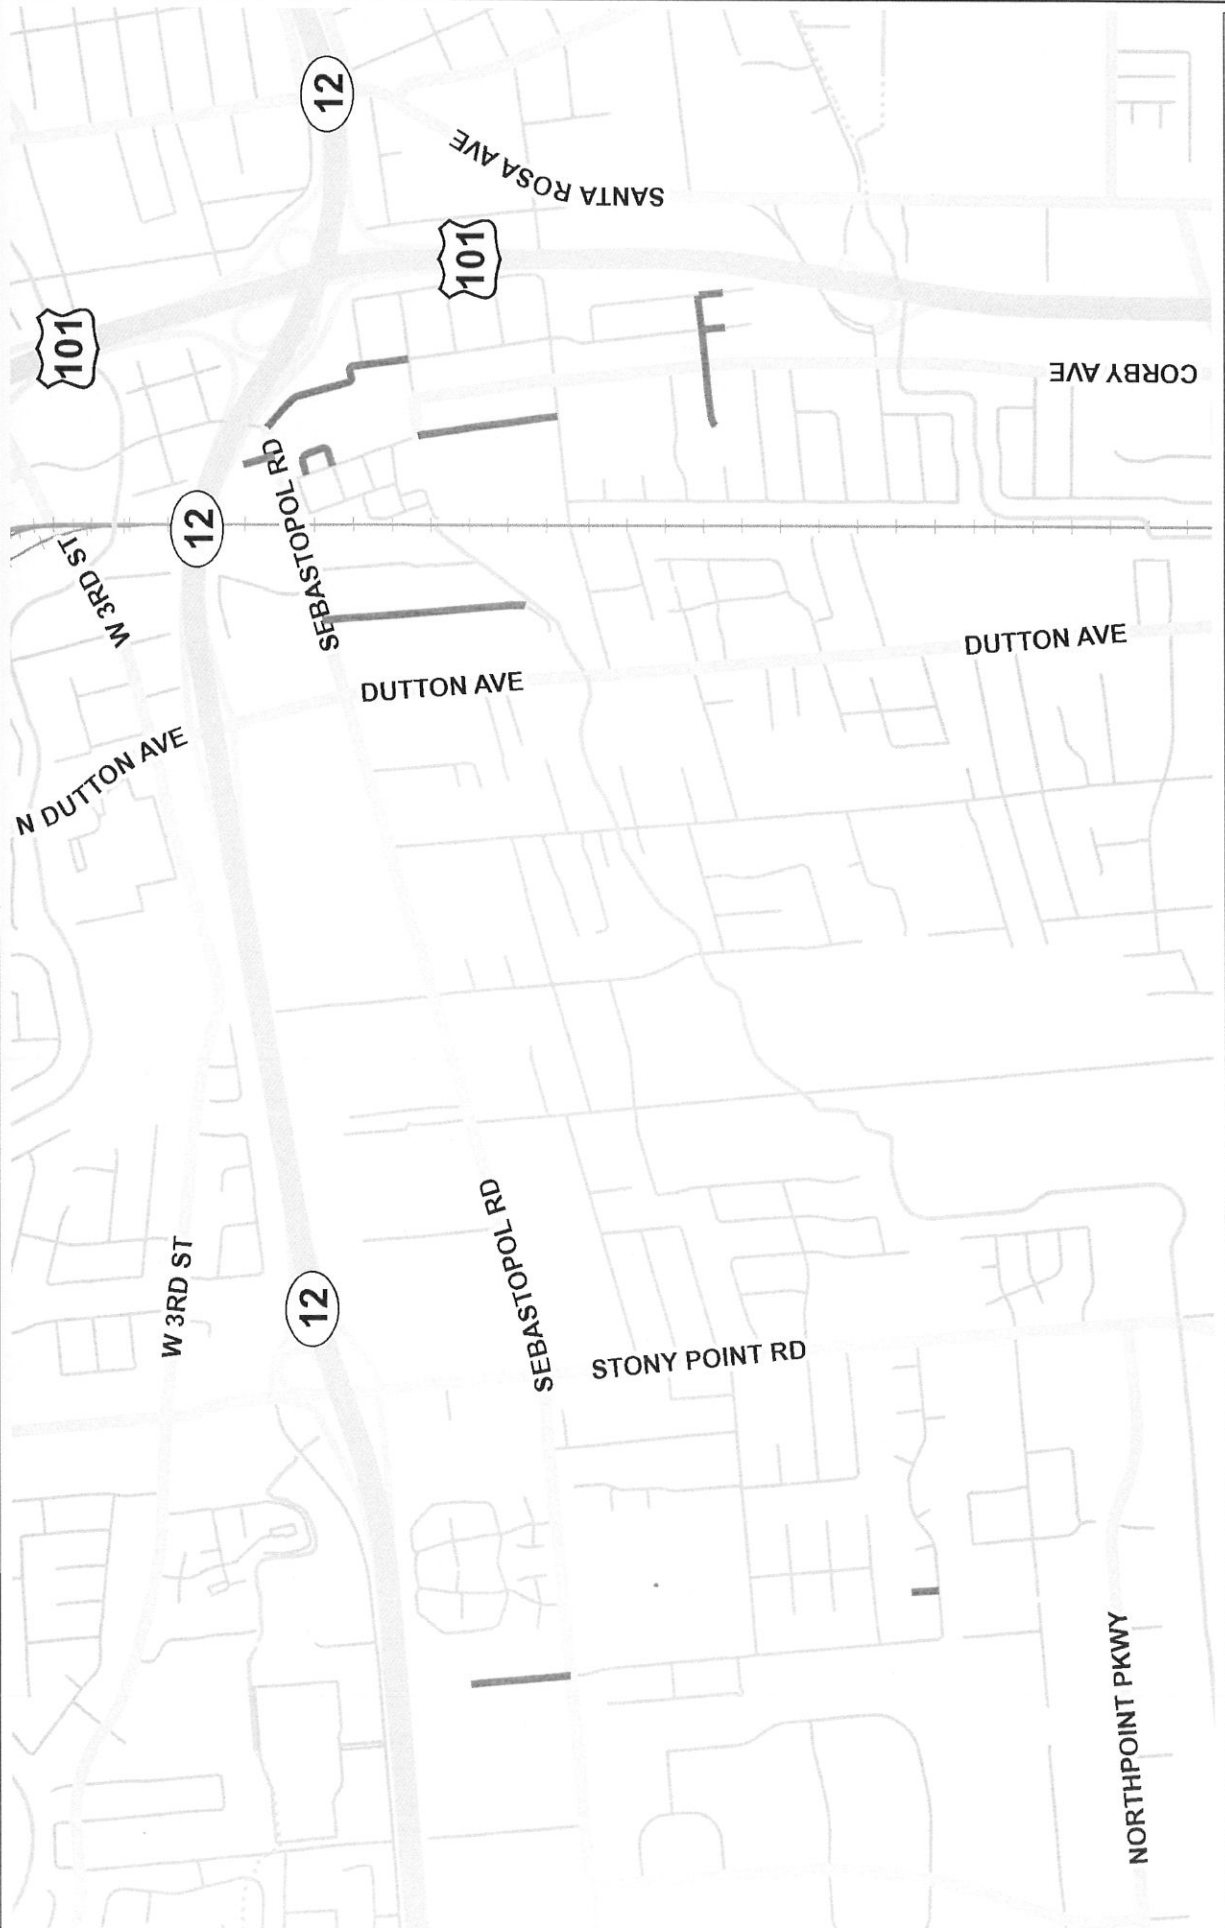 12
SANTA ROSA AVE
101
101
CORBY AVE
SEBASTOPOL RD
12
W 3RD ST
DUTTON AVE
DUTTON AVE
N DUTTON AVE
SEBASTOPOL RD
W 3RD ST
12
STONY POINT RD
NORTHPOINT PKWY